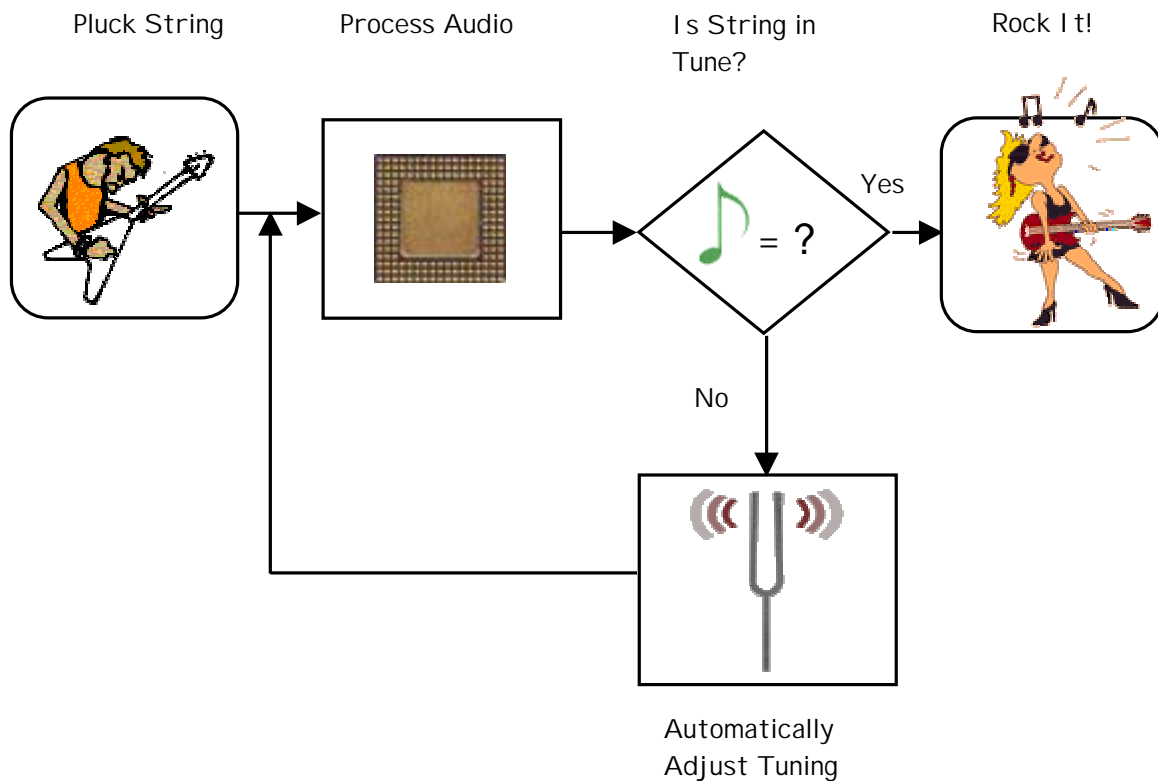 Pluck String
Process Audio
Is String in
Tune?
Rock It!
Yes
= ?
No
Automatically
Adjust Tuning